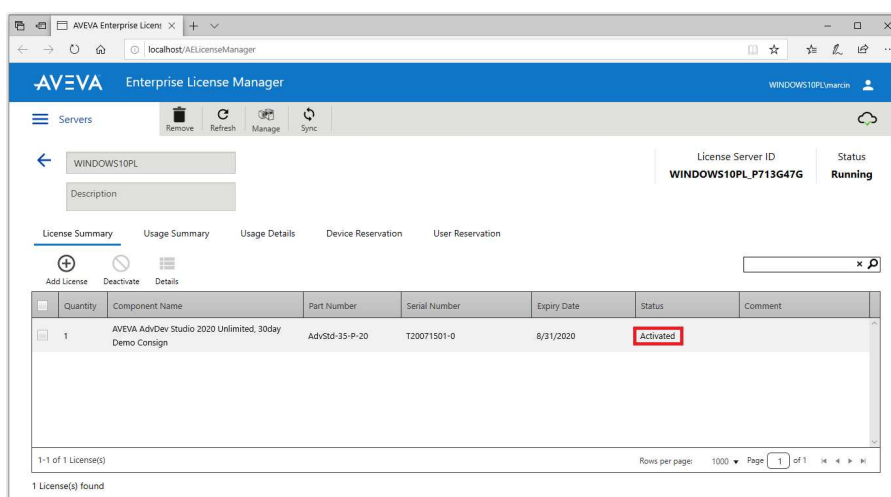 AVEVA Enterprise Licens
localhost/AELicenseManager
AVEVA Enterprise License Manager WINDOWS10PL\marcin
Servers Remove Refresh Manage Sync
WINDOWS10PL
Description
License Server ID Status
WINDOWS10PL_P713G47G Running
License Summary Usage Summary Usage Details Device Reservation User Reservation
Add License Deactivate Details
Quantity Component Name Part Number Serial Number Expiry Date Status Comment
1 AVEVA AdvDev Studio 2020 Unlimited, 30day
Demo Consign AdvStd-35-P-20 T20071501-0 8/31/2020 Activated
1-1 of 1 License(s) Rows per page: 1000 Page 1 of 1
1 License(s) found